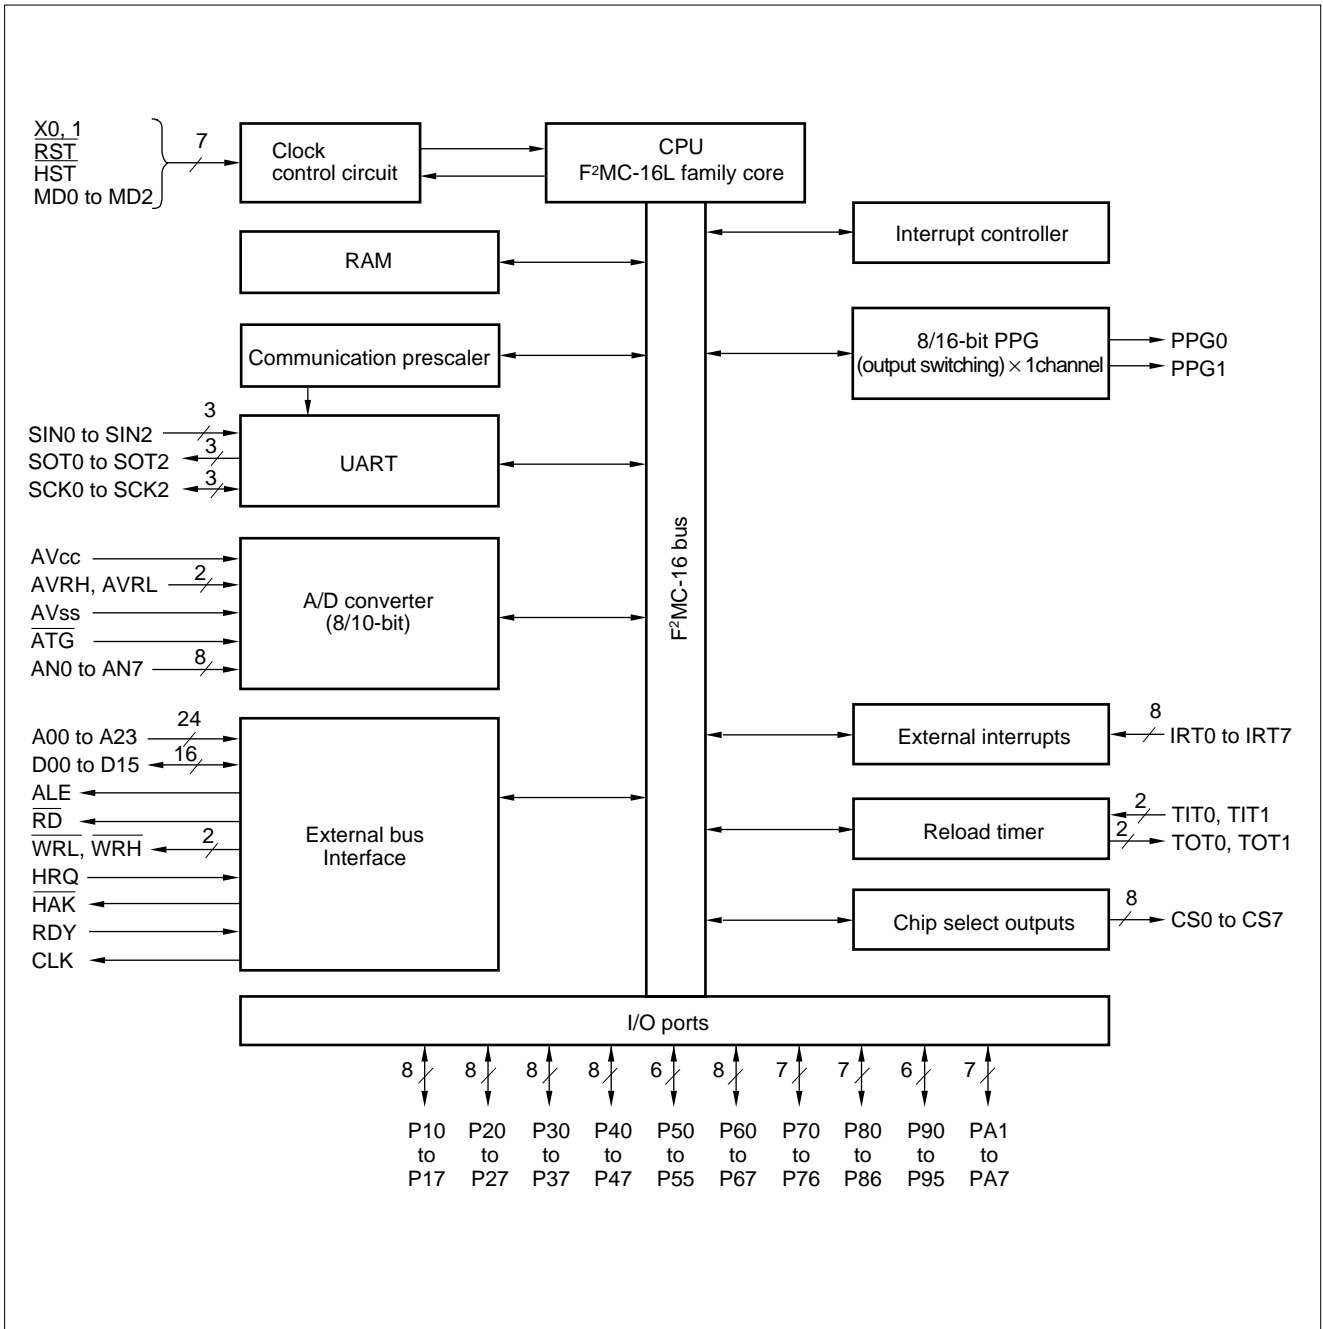 X0, 1
RST
HST
MD0 to MD2
7
Clock
control circuit
CPU
F²MC-16L family core
Interrupt controller
RAM
Communication prescaler
8/16-bit PPG
(output switching) × 1channel
PPG0
PPG1
SIN0 to SIN2
3
SOT0 to SOT2
3
SCK0 to SCK2
3
UART
F²MC-16 bus
AVcc
AVRH, AVRL
2
AVss
ATG
AN0 to AN7
8
A/D converter
(8/10-bit)
A00 to A23
24
D00 to D15
16
ALE
RD
WRL, WRH
2
HRQ
HAK
RDY
CLK
External bus
Interface
External interrupts
8
IRT0 to IRT7
Reload timer
2
TIT0, TIT1
2
TOT0, TOT1
Chip select outputs
8
CS0 to CS7
I/O ports
8 8 8 8 6 8 7 7 6 7
P10 P20 P30 P40 P50 P60 P70 P80 P90 PA1
to to to to to to to to to to
P17 P27 P37 P47 P55 P67 P76 P86 P95 PA7